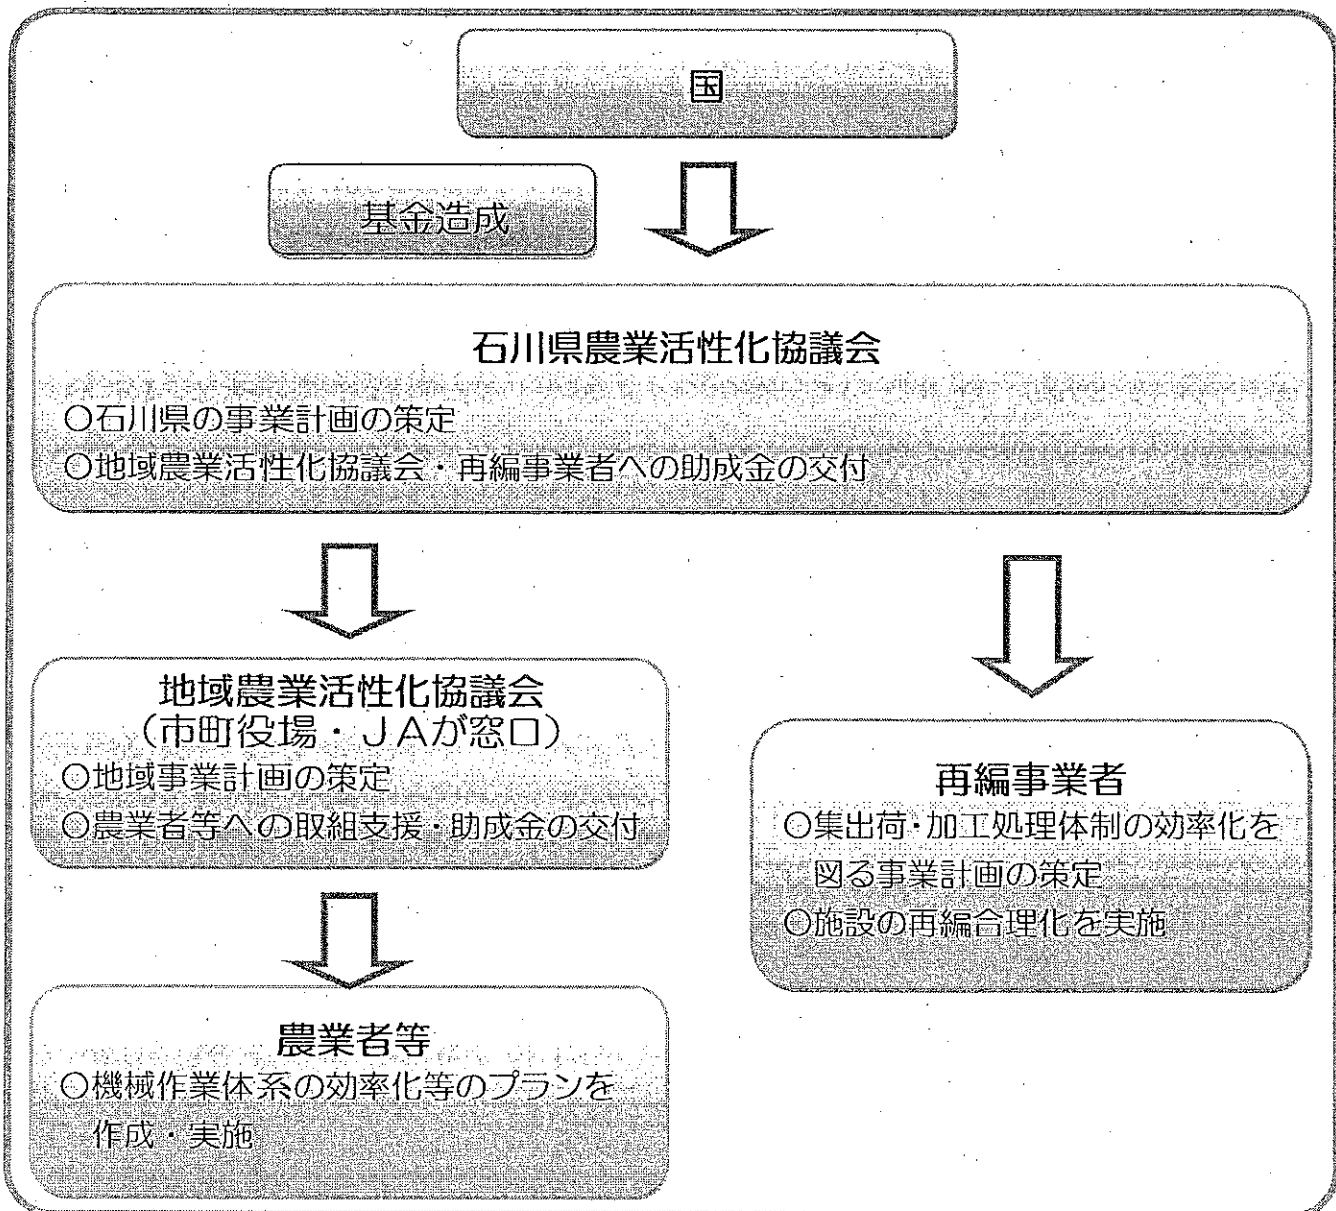 国
基金造成
石川県農業活性化協議会
○石川県の事業計画の策定
○地域農業活性化協議会・再編事業者への助成金の交付
地域農業活性化協議会
（市町役場・ＪＡが窓口）
○地域事業計画の策定
○農業者等への取組支援・助成金の交付
再編事業者
○集出荷・加工処理体制の効率化を
図る事業計画の策定
○施設の再編合理化を実施
農業者等
○機械作業体系の効率化等のプランを
作成・実施